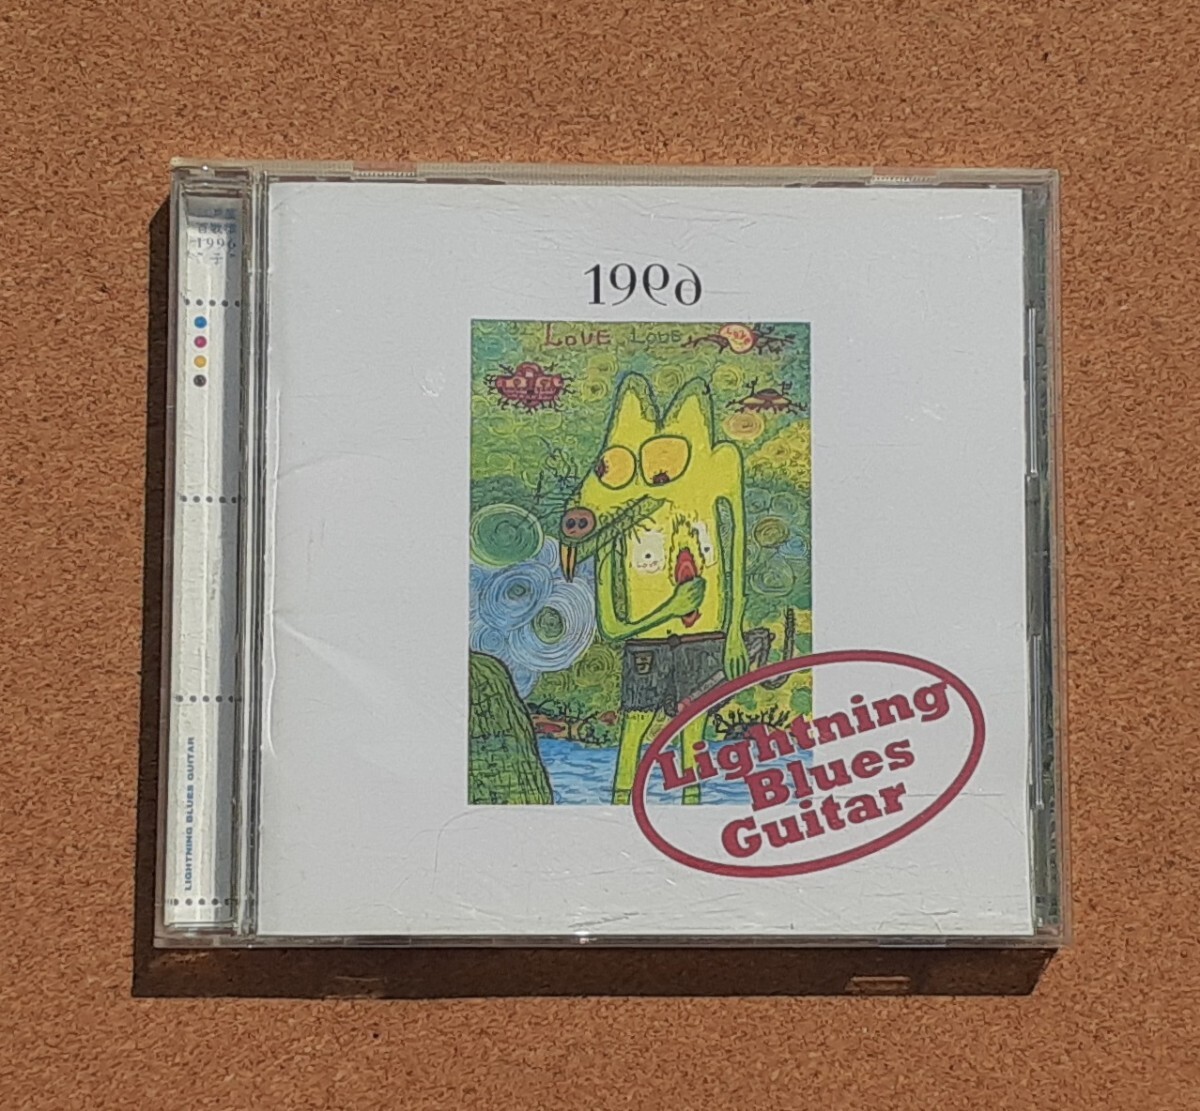 1996
LIGHTNING BLUES GUITAR
1996
LOVE LOVE
Lightning
Blues
Guitar